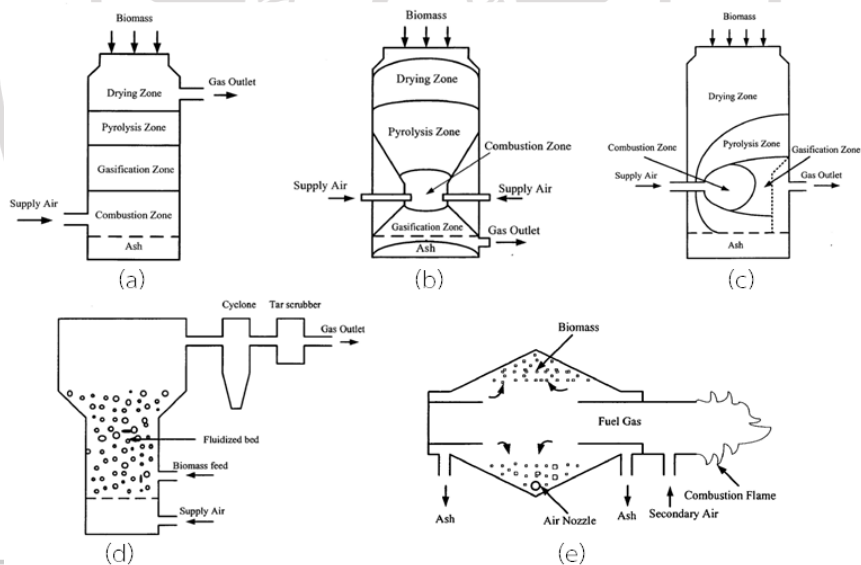 Biomass
Drying Zone
Gas Outlet
Pyrolysis Zone
Gasification Zone
Supply Air
Combustion Zone
Ash
(a)
Biomass
Drying Zone
Pyrolysis Zone
Combustion Zone
Supply Air
Supply Air
Gasification Zone
Gas Outlet
Ash
(b)
Biomass
Drying Zone
Pyrolysis Zone
Combustion Zone
Gasification Zone
Supply Air
Gas Outlet
Ash
(c)
Cyclone
Tar scrubber
Gas Outlet
Fluidized bed
Biomass feed
Supply Air
(d)
Biomass
Fuel Gas
Combustion Flame
Ash
Air Nozzle
Ash
Secondary Air
(e)